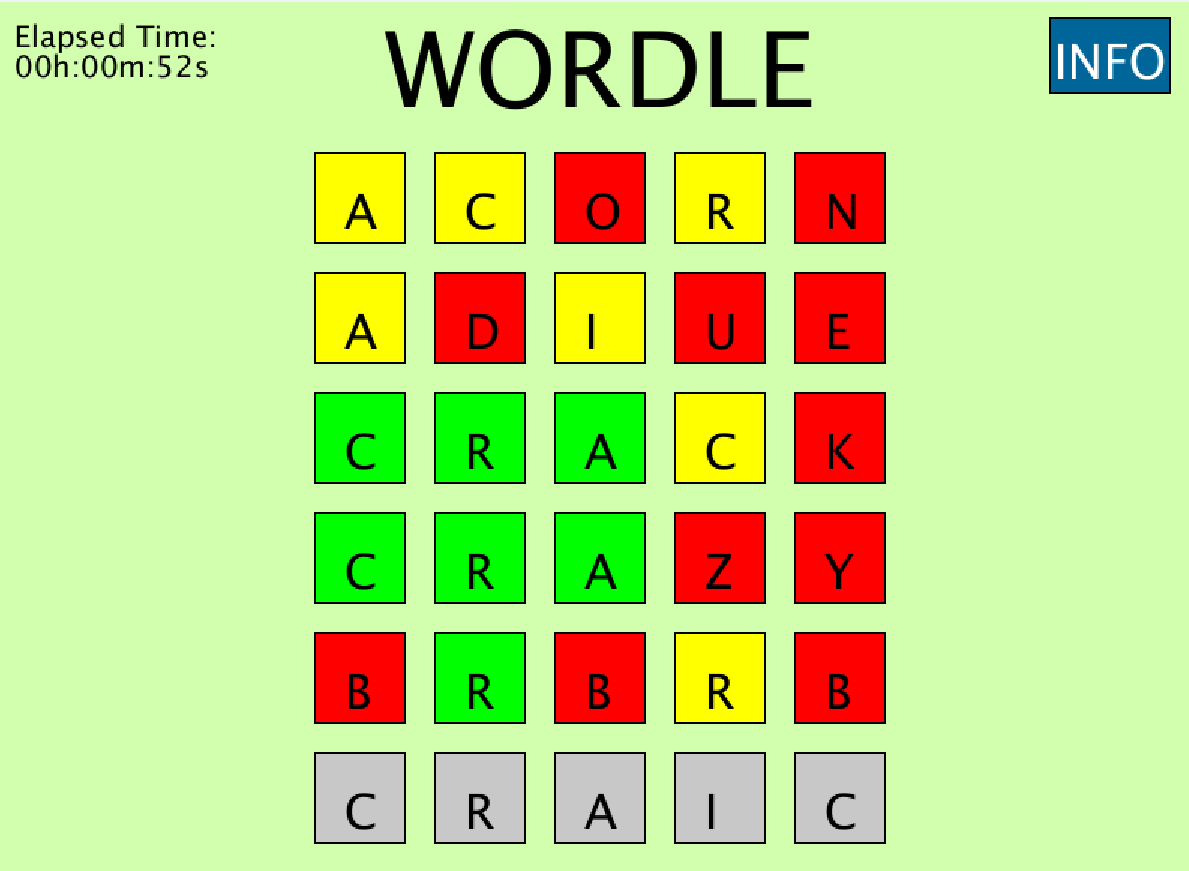 Elapsed Time:
00h:00m:52s
WORDLE
INFO
A C O R N
A D I U E
C R A C K
C R A Z Y
B R B R B
C R A I C